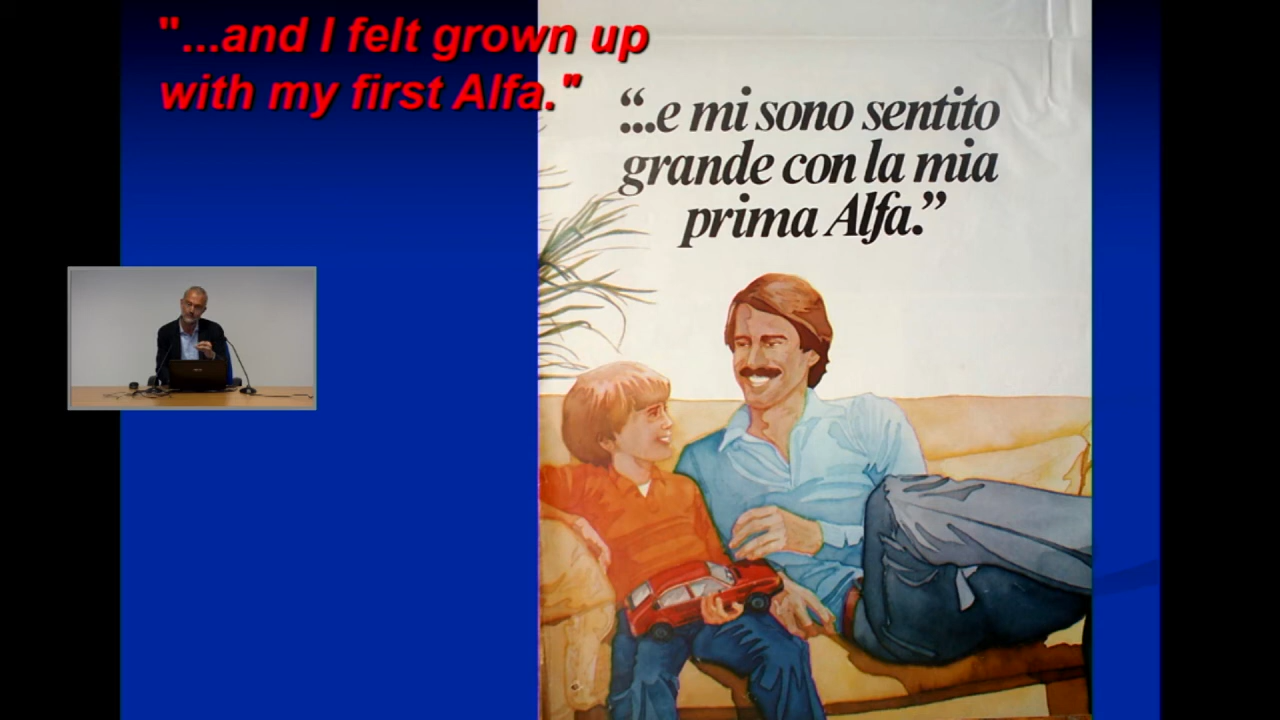 "...and I felt grown up
with my first Alfa."
“...e mi sono sentito
grande con la mia
prima Alfa.”